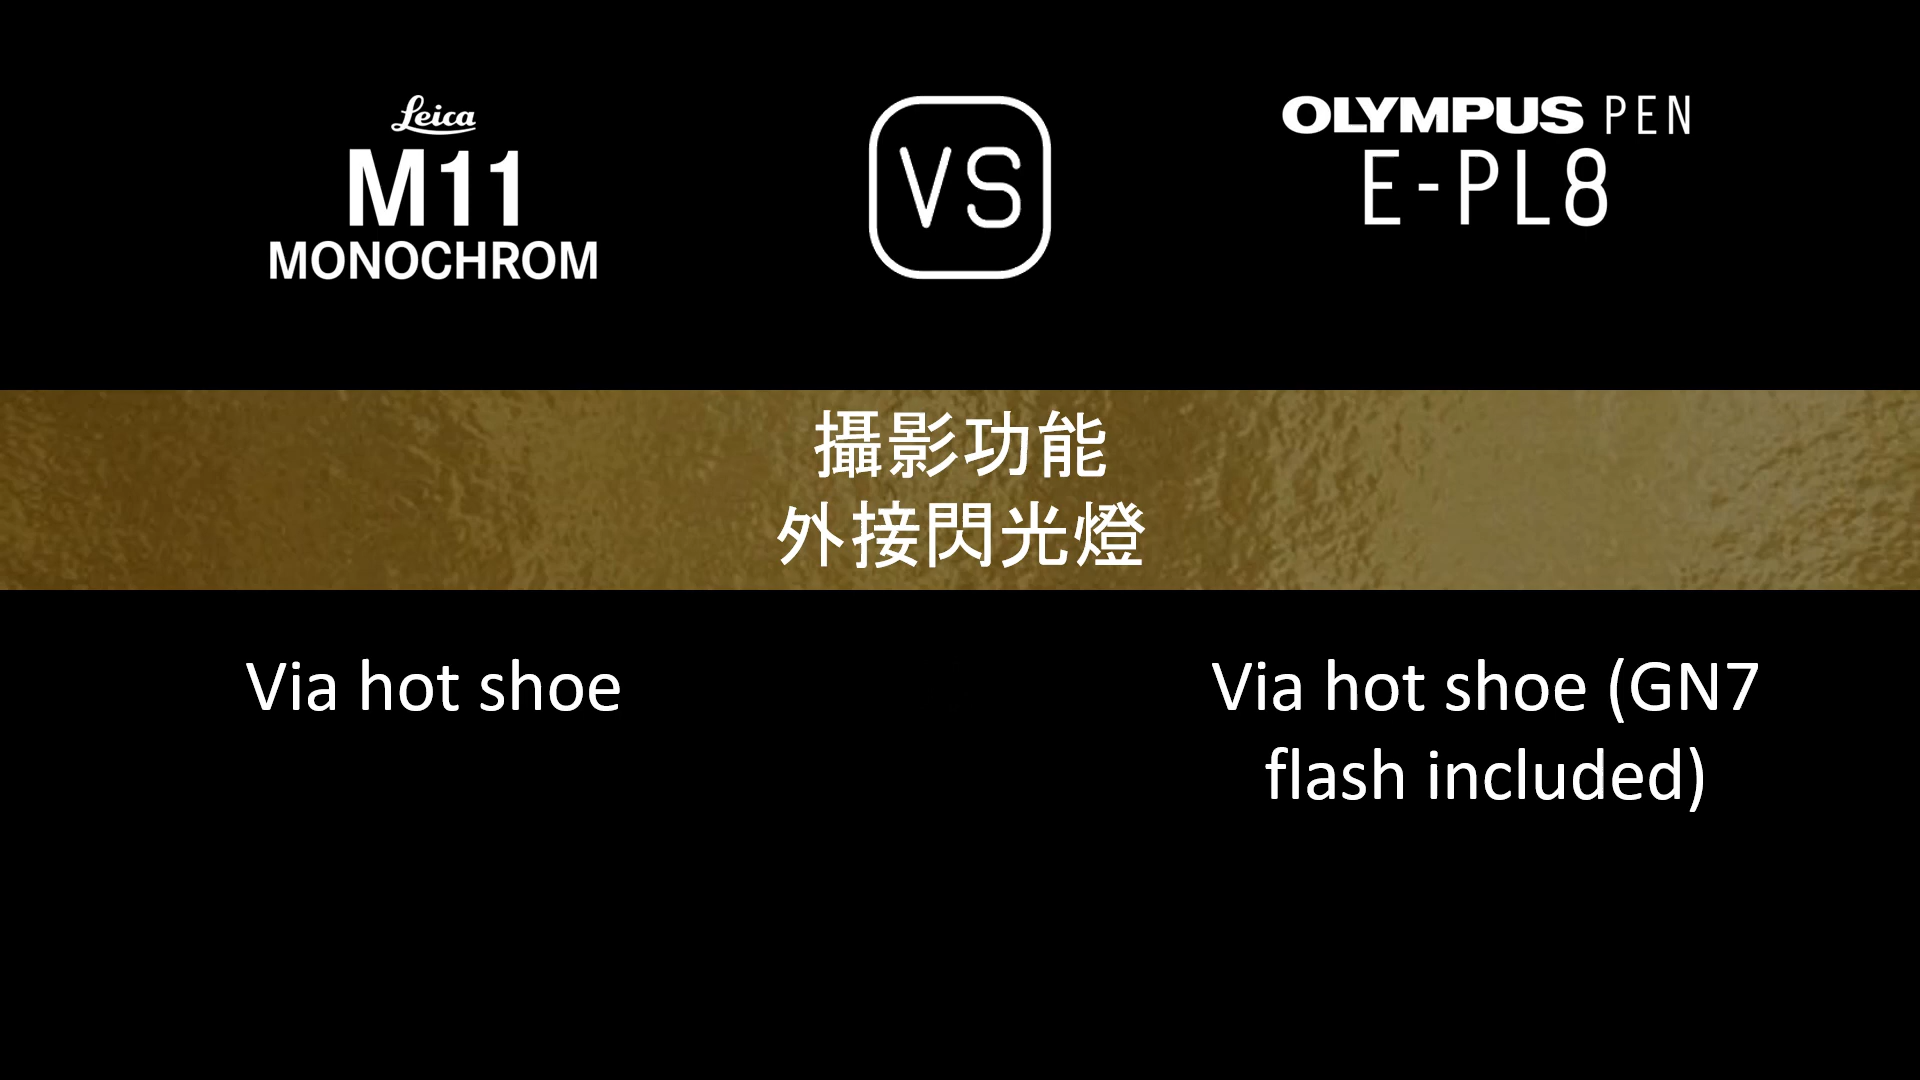 Leica
M11
MONOCHROM
VS
OLYMPUS PEN
E-PL8
攝影功能
外接閃光燈
Via hot shoe
Via hot shoe (GN7
flash included)